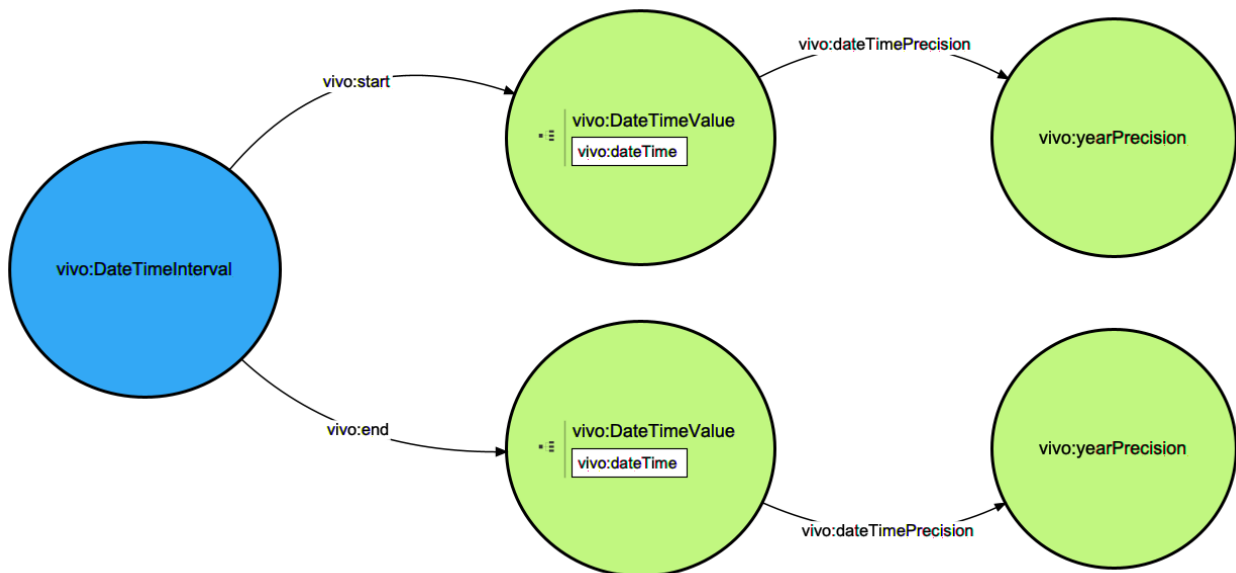 vivo:dateTimePrecision
vivo:start
vivo:DateTimeValue
vivo:dateTime
vivo:yearPrecision
vivo:DateTimeInterval
vivo:end
vivo:DateTimeValue
vivo:dateTime
vivo:yearPrecision
vivo:dateTimePrecision